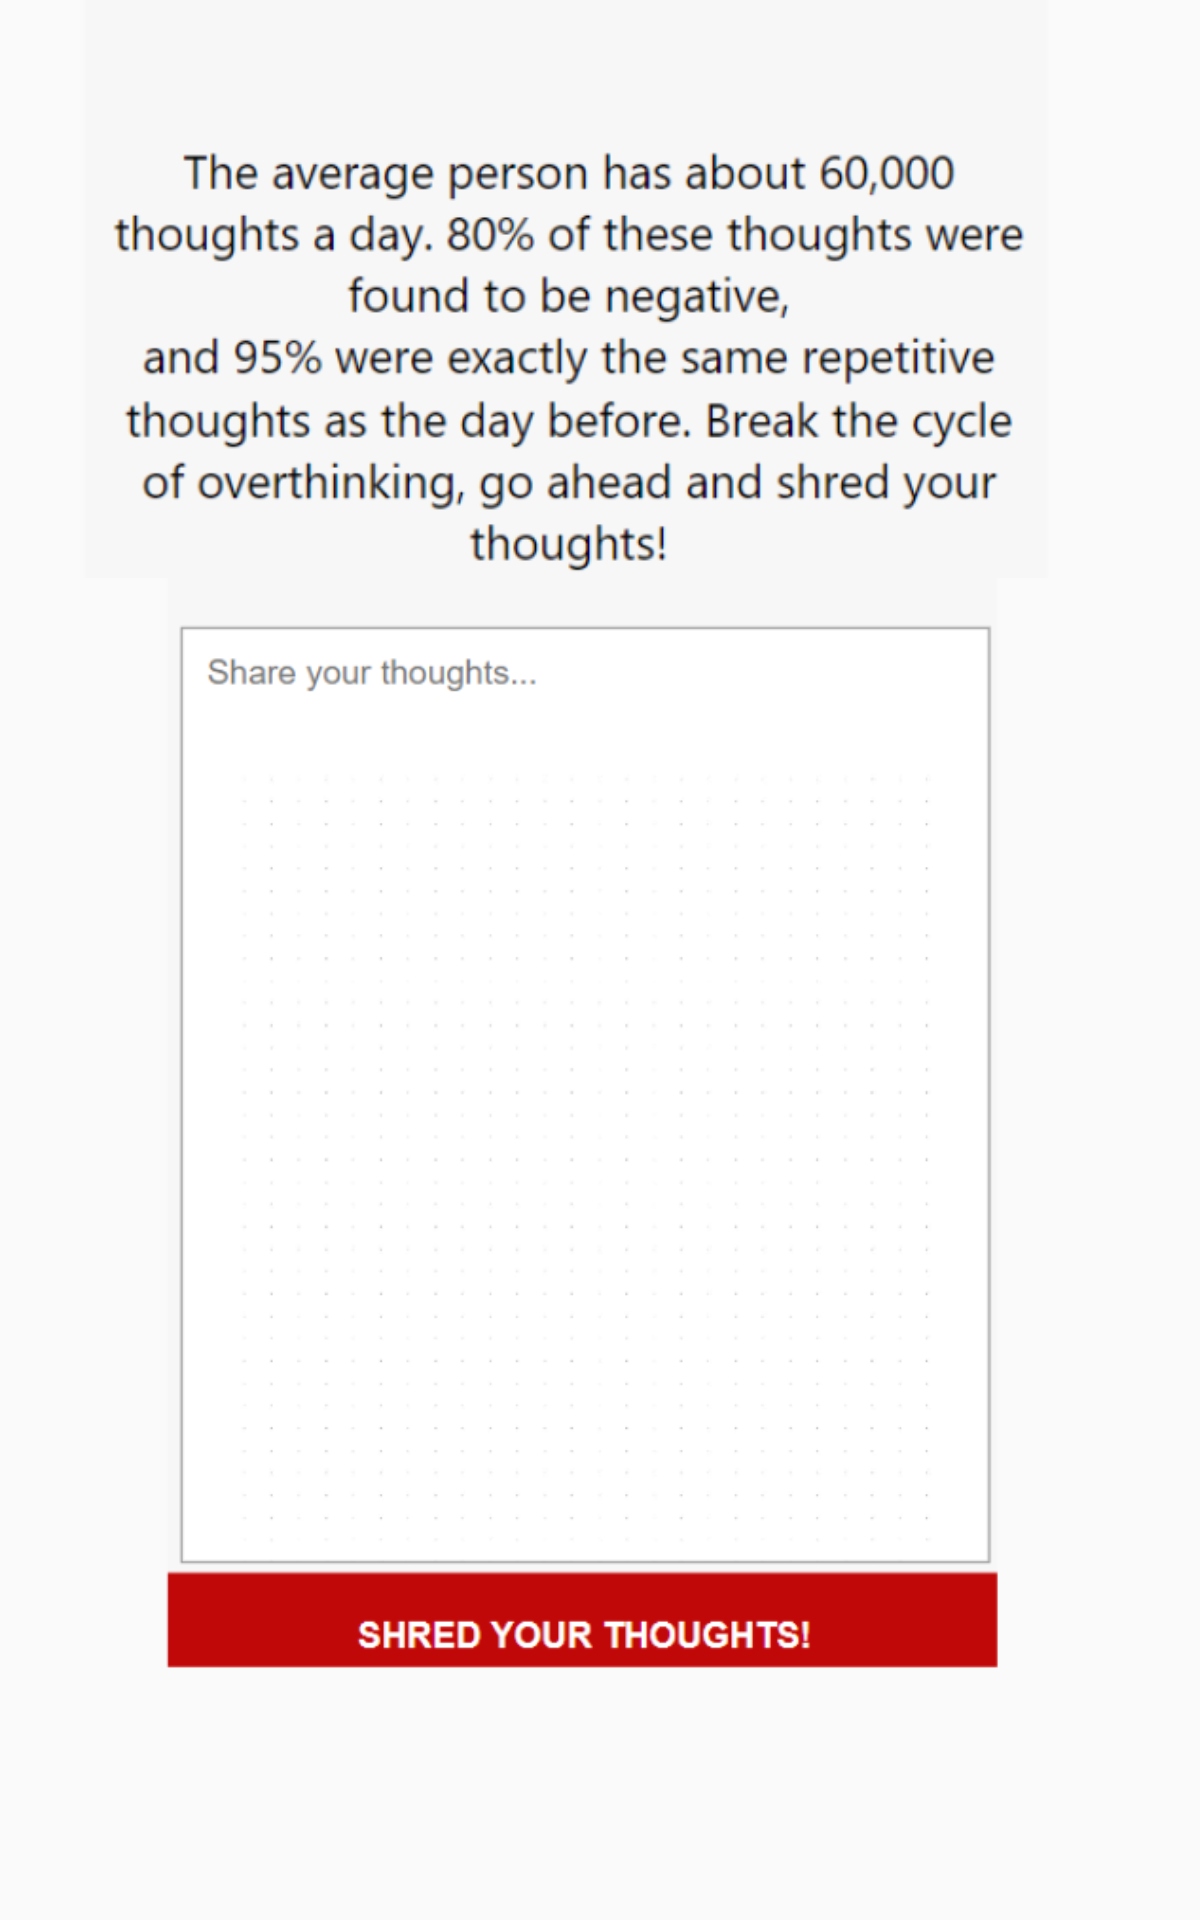 The average person has about 60,000
thoughts a day. 80% of these thoughts were
found to be negative,
and 95% were exactly the same repetitive
thoughts as the day before. Break the cycle
of overthinking, go ahead and shred your
thoughts!
Share your thoughts...
SHRED YOUR THOUGHTS!